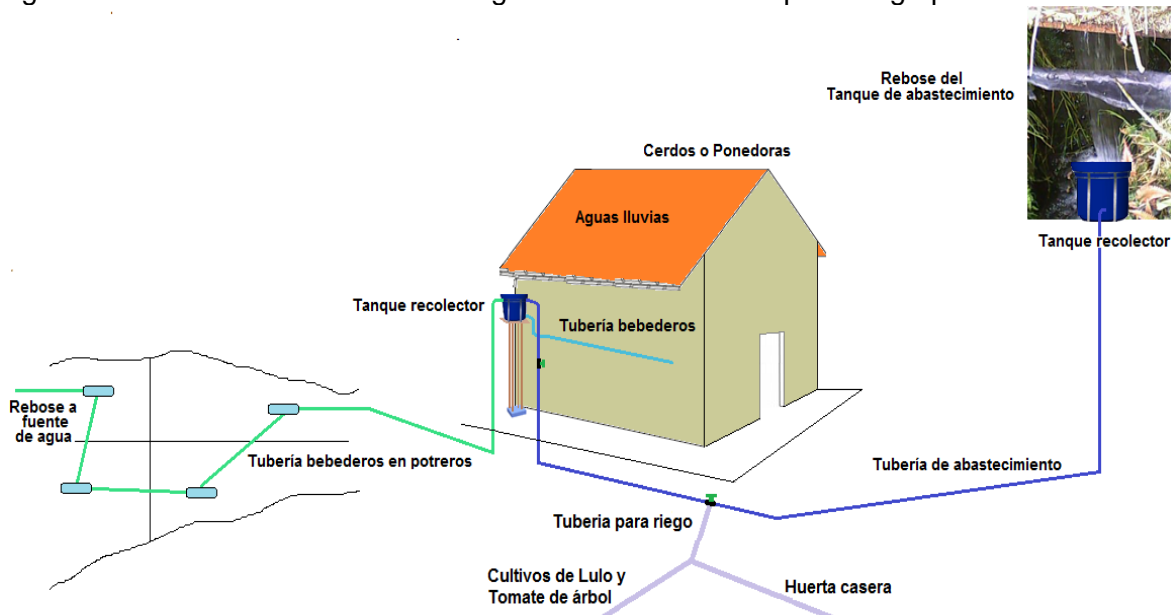 Rebose del
Tanque de abastecimiento
Cerdos o Ponedoras
Aguas lluvias
Tanque recolector
Tanque recolector
Tubería bebederos
Rebose a
fuente
de agua
Tubería bebederos en potreros
Tubería de abastecimiento
Tuberia para riego
Cultivos de Lulo y
Tomate de árbol
Huerta casera